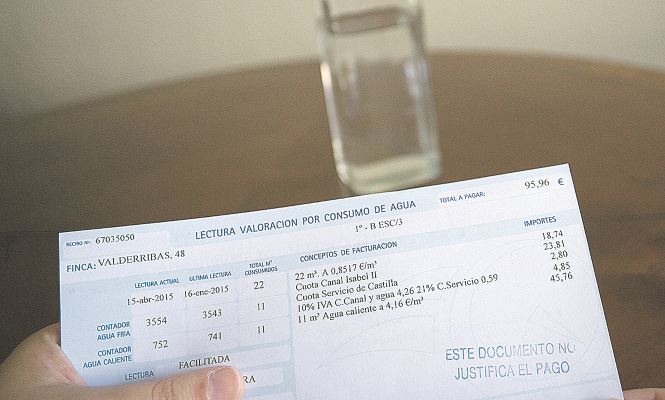 RECIBO Nº: 67035050
LECTURA VALORACION POR CONSUMO DE AGUA
TOTAL A PAGAR: 95,96 €
FINCA: VALDERRIBAS, 48
1º - B ESC/3
LECTURA ACTUAL ULTIMA LECTURA TOTAL M³ CONSUMIDOS
15-abr-2015 16-ene-2015 22
CONTADOR AGUA FRIA 3554 3543 11
CONTADOR AGUA CALIENTE 752 741 11
LECTURA FACILITADA
CONCEPTOS DE FACTURACION IMPORTES
22 m³. A 0,8517 €/m³ 18,74
Cuota Canal Isabel II 23,81
Cuota Servicio de Castilla 2,80
10% IVA C.Canal y agua 4,26 21% C.Servicio 0,59 4,85
11 m³ Agua caliente a 4,16 €/m³ 45,76
ESTE DOCUMENTO NO
JUSTIFICA EL PAGO